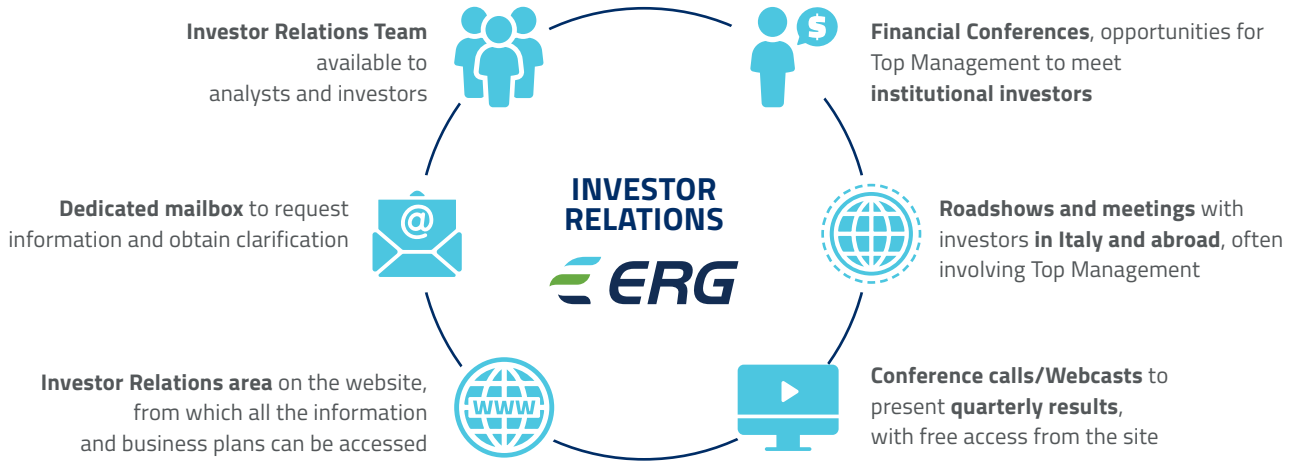 Investor Relations Team
available to
analysts and investors
$
Financial Conferences, opportunities for
Top Management to meet
institutional investors
Dedicated mailbox to request
information and obtain clarification
@
INVESTOR
RELATIONS
ERG
Roadshows and meetings with
investors in Italy and abroad, often
involving Top Management
Investor Relations area on the website,
from which all the information
and business plans can be accessed
WWW
Conference calls/Webcasts to
present quarterly results,
with free access from the site